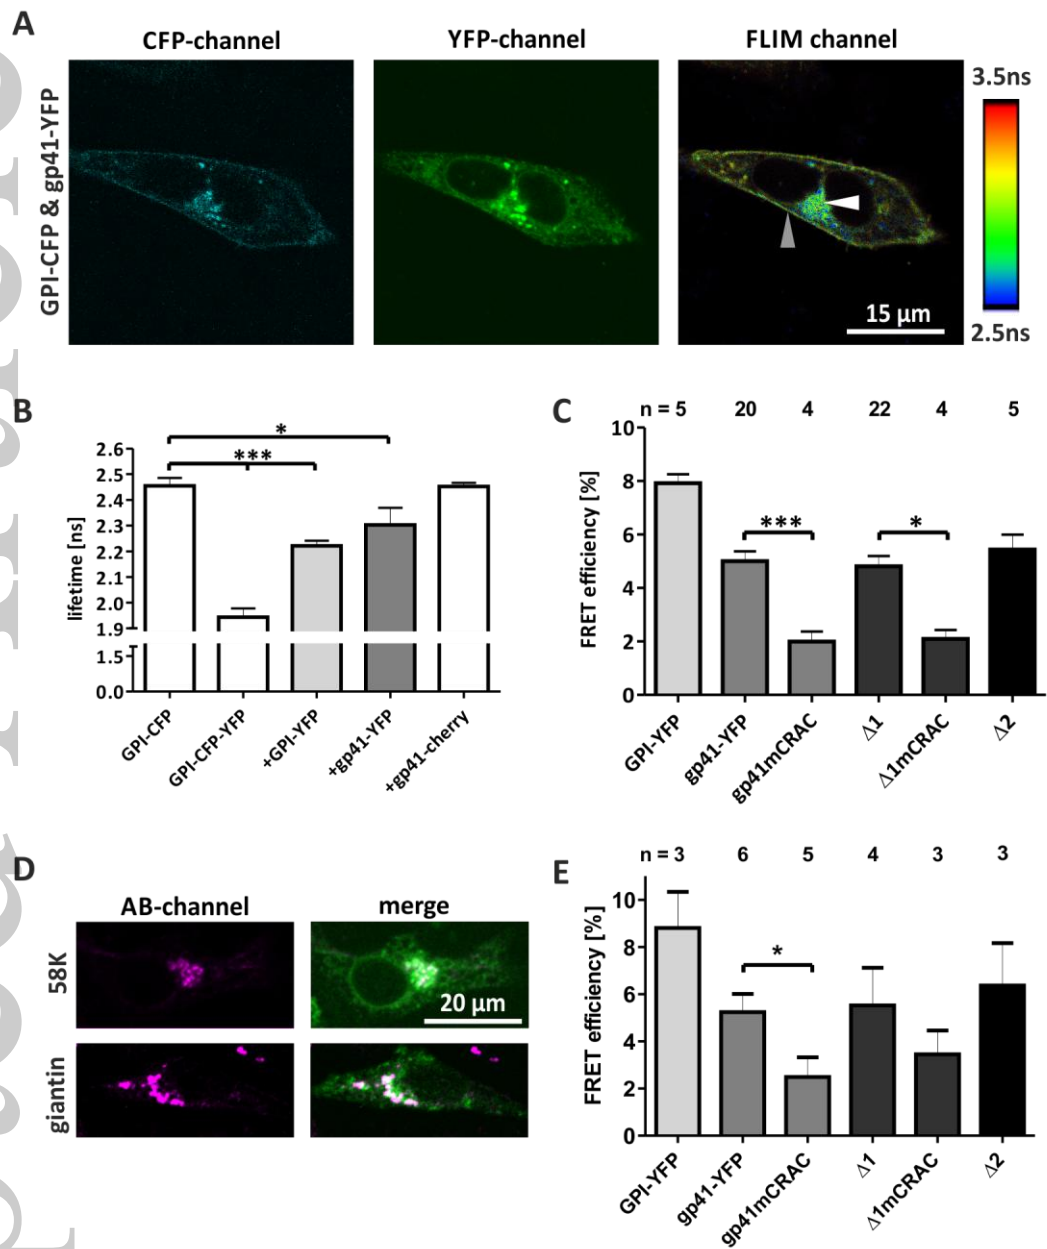 A
CFP-channel YFP-channel FLIM channel
GPI-CFP & gp41-YFP
3.5ns
15 µm
2.5ns
B
*
***
2.6
2.5
2.4
2.3
2.2
2.1
2.0
1.9
1.5
0.0
lifetime [ns]
GPI-CFP
GPI-CFP-YFP
+GPI-YFP
+gp41-YFP
+gp41-cherry
C
n = 5 20 4 22 4 5
10
8
6
4
2
0
FRET efficiency [%]
*** *
GPI-YFP
gp41-YFP
gp41mCRAC
Δ1
Δ1mCRAC
Δ2
D
AB-channel merge
58K
20 µm
giantin
E
n = 3 6 5 4 3 3
10
8
6
4
2
0
FRET efficiency [%]
*
GPI-YFP
gp41-YFP
gp41mCRAC
Δ1
Δ1mCRAC
Δ2